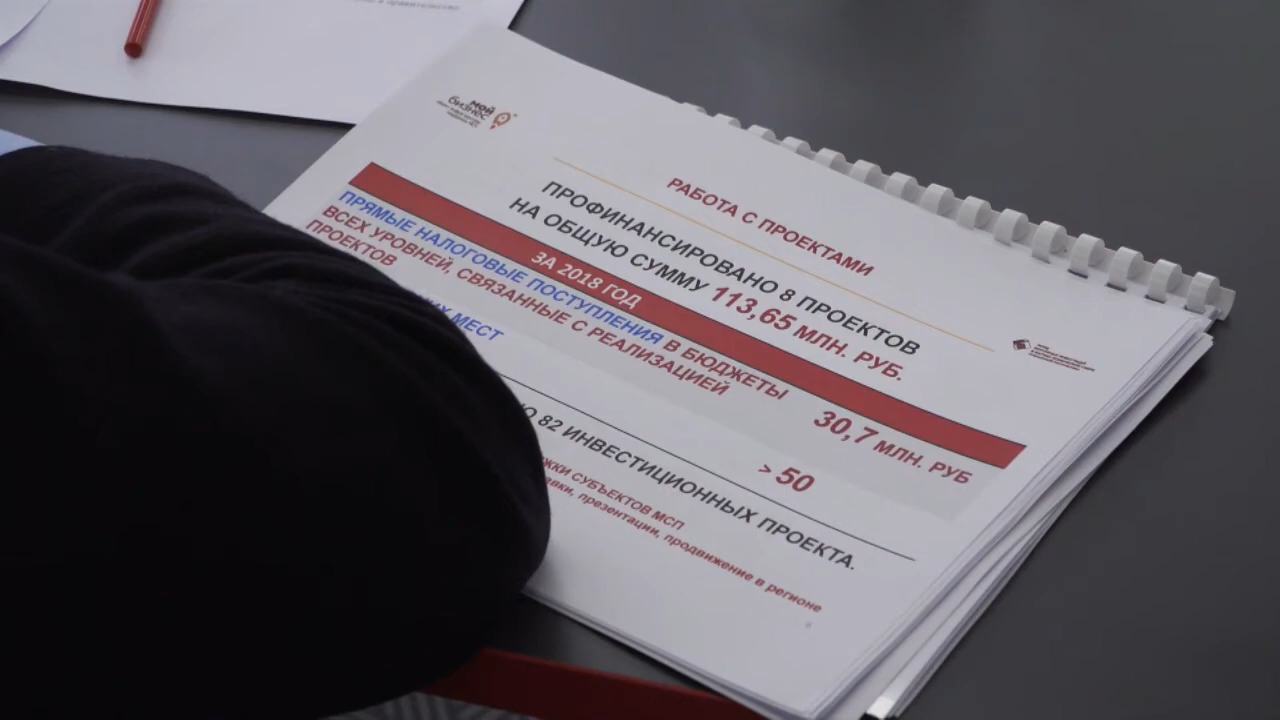 МОЙ
бизнес
РАБОТА С ПРОЕКТАМИ
ПРОФИНАНСИРОВАНО 8 ПРОЕКТОВ
НА ОБЩУЮ СУММУ 113,65 МЛН. РУБ.
ЗА 2018 ГОД
ПРЯМЫЕ НАЛОГОВЫЕ ПОСТУПЛЕНИЯ В БЮДЖЕТЫ
ВСЕХ УРОВНЕЙ, СВЯЗАННЫЕ С РЕАЛИЗАЦИЕЙ
ПРОЕКТОВ
30,7 МЛН. РУБ
МЕСТ
> 50
82 ИНВЕСТИЦИОННЫХ ПРОЕКТА.
СУБЪЕКТОВ МСП
презентации, продвижение в регионе